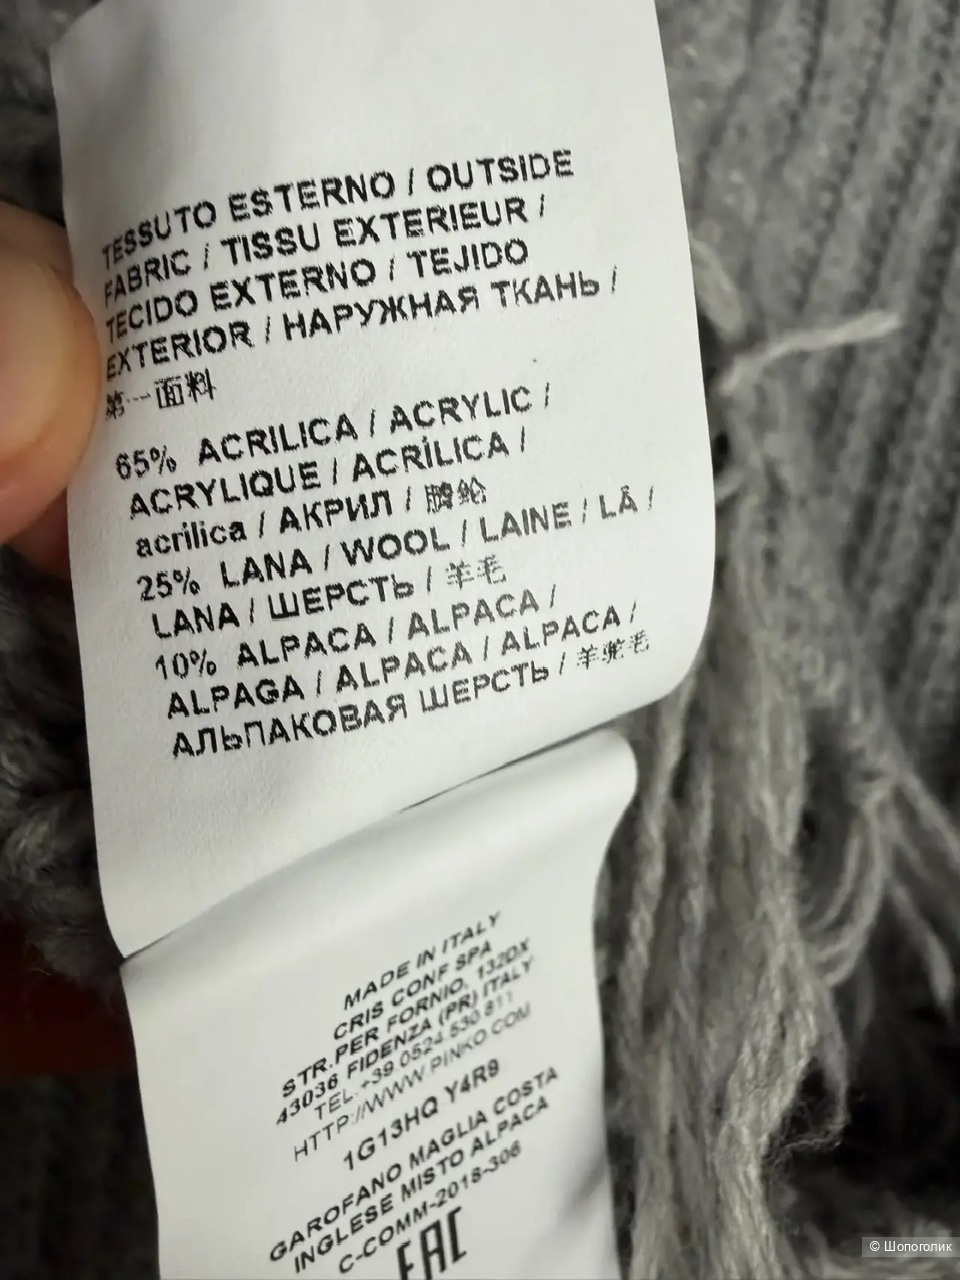 TESSUTO ESTERNO / OUTSIDE
FABRIC / TISSU EXTERIEUR /
TECIDO EXTERNO / TEJIDO
EXTERIOR / НАРУЖНАЯ ТКАНЬ /
第一面料
65% ACRILICA / ACRYLIC /
ACRYLIQUE / ACRÍLICA /
acrilica / АКРИЛ / 腈纶
25% LANA / WOOL / LAINE / LÃ /
LANA / ШЕРСТЬ / 羊毛
10% ALPACA / ALPACA /
ALPAGA / ALPACA / ALPACA /
АЛЬПАКОВАЯ ШЕРСТЬ / 羊驼毛
MADE IN ITALY
CRIS CONF SPA
STR.PER FORNIO, 132DX
43036 FIDENZA (PR) ITALY
TEL.+39.0524.530.811
HTTP://WWW.PINKO.COM
1G13HQ Y4R9
GAROFANO MAGLIA COSTA
INGLESE MISTO ALPACA
C-COMM-2018-306
EAC
© Шопоголик